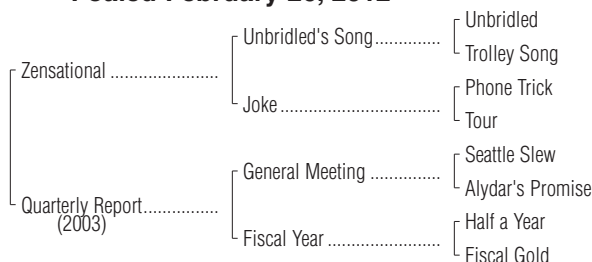 Foaled February 2012
Unbridled
Unbridled's Song..............
Trolley Song
Zensational .......................
Phone Trick
Joke ..................................
Tour
Seattle Slew
General Meeting ...............
Alydar's Promise
Quarterly Report................
(2003)
Half a Year
Fiscal Year ........................
Fiscal Gold